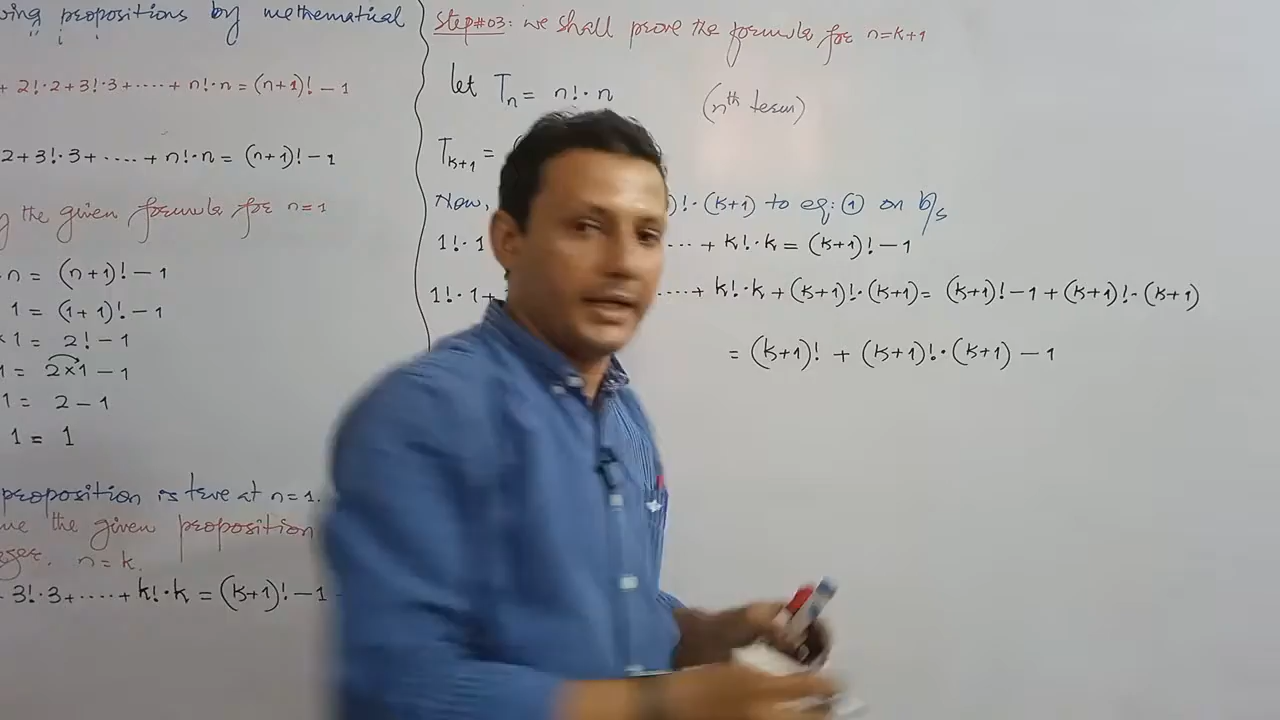 ving propositions by mathematical
+ 2!·2+3!·3+·····+ n!·n = (n+1)! – 1
2+3!·3+·····+ n!·n = (n+1)! – 1
the given formula for n=1
n = (n+1)! – 1
1 = (1+1)! – 1
×1 = 2! – 1
1 = 2×1 – 1
1 = 2 – 1
1 = 1
proposition is true at n=1.
me the given proposition
n=k.
3!·3+·····+ k!·k = (k+1)! – 1
Step#03: we shall prove the formula for n=k+1
let Tn = n!·n (nth term)
Tk+1 =
Now, )!·(k+1) to eq: ① on b/s
1!·1 ··· + k!·k = (k+1)! – 1
1!·1+ ····+ k!·k + (k+1)!·(k+1) = (k+1)! – 1 + (k+1)!·(k+1)
= (k+1)! + (k+1)!·(k+1) – 1